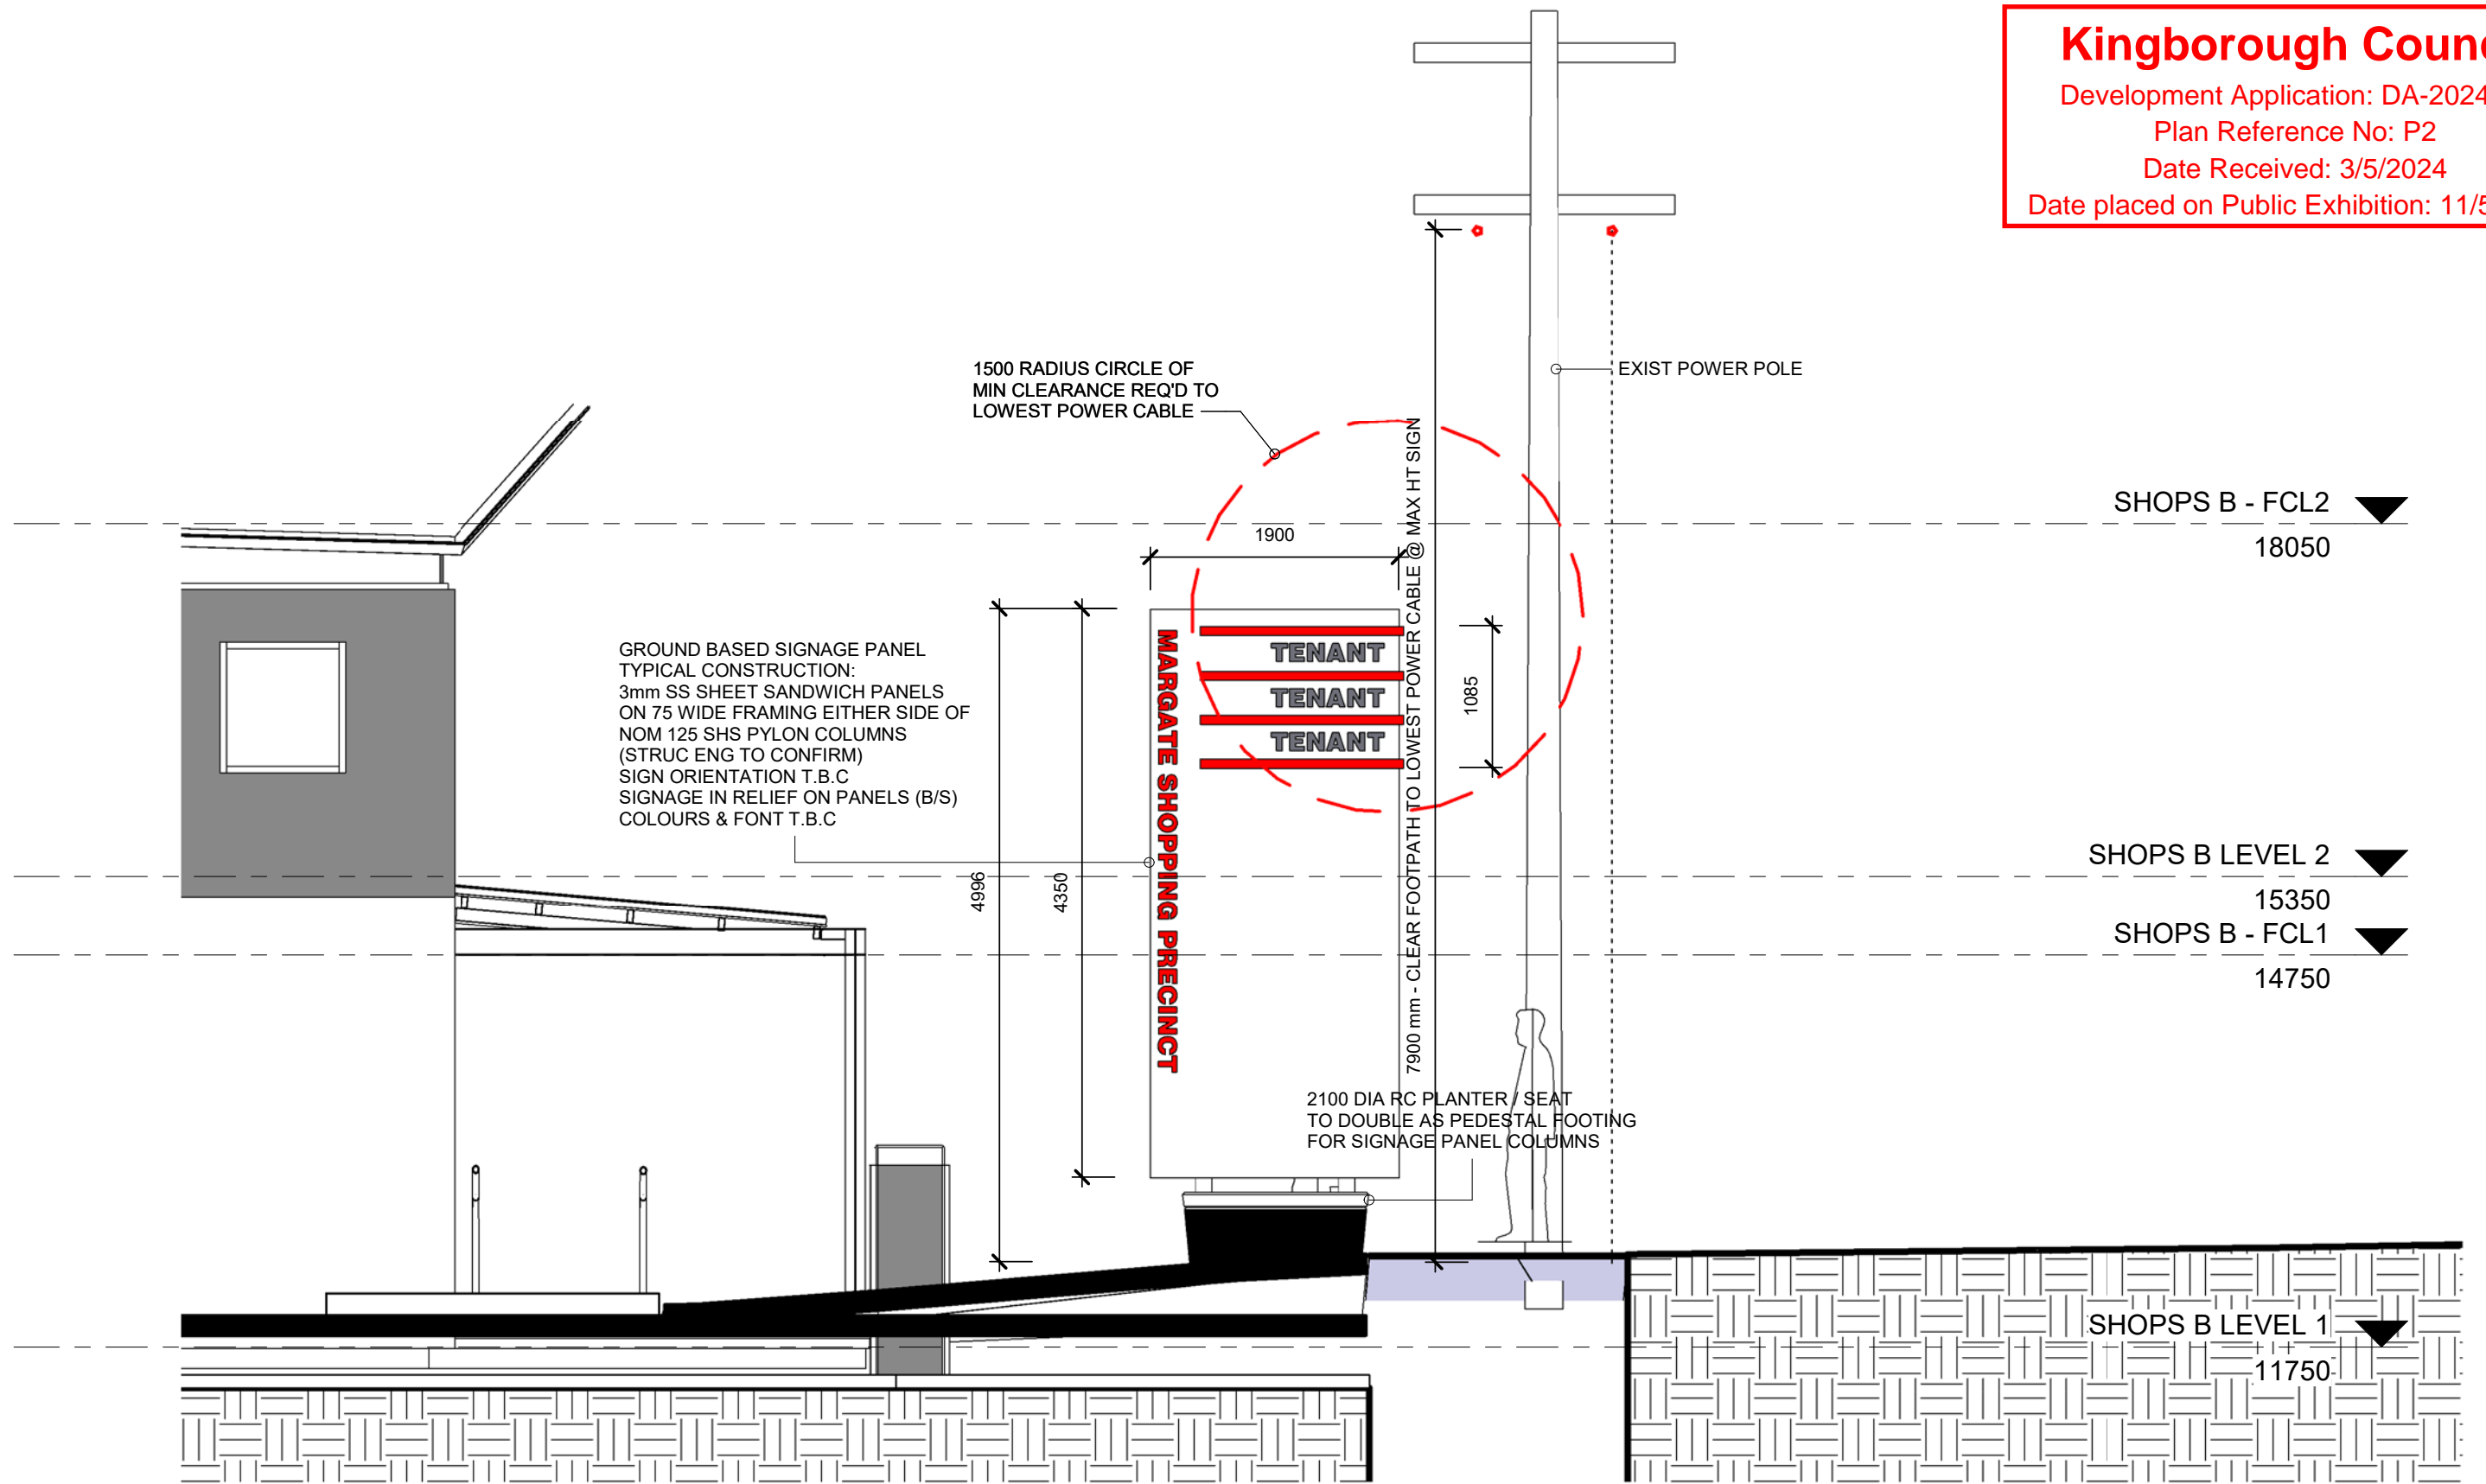 Kingborough Counc
Development Application: DA-2024
Plan Reference No: P2
Date Received: 3/5/2024
Date placed on Public Exhibition: 11/5
1500 RADIUS CIRCLE OF
MIN CLEARANCE REQ'D TO
LOWEST POWER CABLE
EXIST POWER POLE
SHOPS B - FCL2
18050
1900
GROUND BASED SIGNAGE PANEL
TYPICAL CONSTRUCTION:
3mm SS SHEET SANDWICH PANELS
ON 75 WIDE FRAMING EITHER SIDE OF
NOM 125 SHS PYLON COLUMNS
(STRUC ENG TO CONFIRM)
SIGN ORIENTATION T.B.C
SIGNAGE IN RELIEF ON PANELS (B/S)
COLOURS & FONT T.B.C
4996
4350
MARGATE SHOPPING PRECINCT
TENANT
TENANT
TENANT
7900 mm - CLEAR FOOTPATH TO LOWEST POWER CABLE @ MAX HT SIGN
1085
SHOPS B LEVEL 2
15350
SHOPS B - FCL1
14750
2100 DIA RC PLANTER / SEAT
TO DOUBLE AS PEDESTAL FOOTING
FOR SIGNAGE PANEL COLUMNS
SHOPS B LEVEL 1
11750